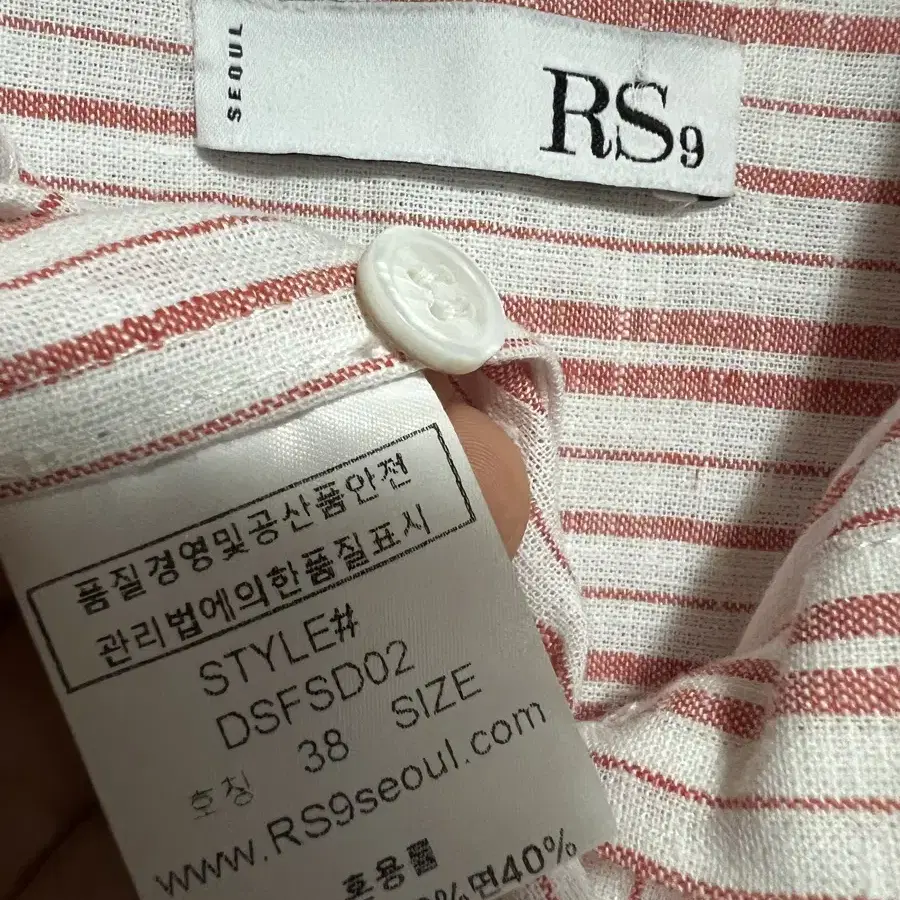 SEOUL
RS9
품질경영및공산품안전
관리법에의한품질표시
STYLE#
DSFSD02
호칭 38 SIZE
www.RS9seoul.com
혼용률
0%면40%